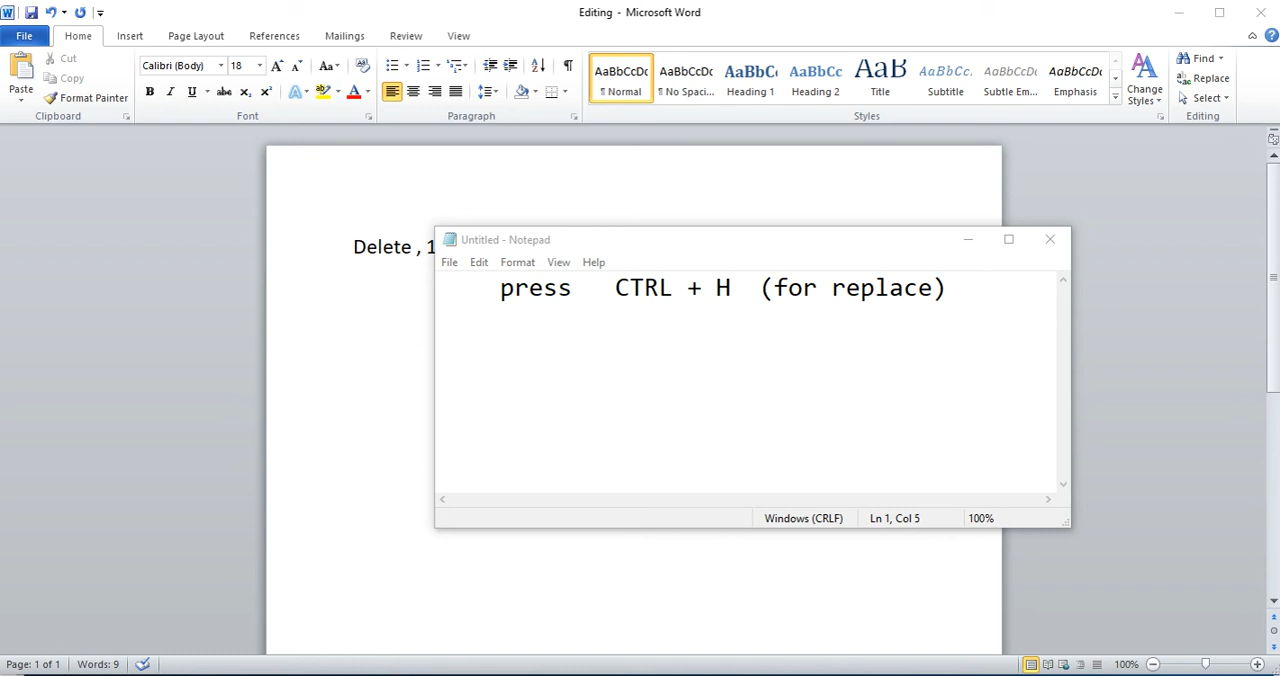 Editing - Microsoft Word
File Home Insert Page Layout References Mailings Review View
Cut
Copy
Format Painter
Paste
Clipboard
Calibri (Body) 18
Font
Paragraph
AaBbCcDc AaBbCcDc AaBbC AaBbCc AaB AaBbCc. AaBbCcDc AaBbCcDc
¶ Normal ¶ No Spaci... Heading 1 Heading 2 Title Subtitle Subtle Em... Emphasis
Change Styles
Styles
Find
Replace
Select
Editing
Delete , 1
Untitled - Notepad
File Edit Format View Help
press CTRL + H (for replace)
Windows (CRLF) Ln 1, Col 5 100%
Page: 1 of 1 Words: 9 100%